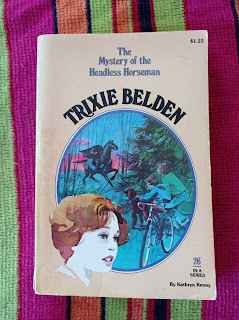 $1.25
The
Mystery of the
Headless Horseman
TRIXIE BELDEN
26
IN A
SERIES
By Kathryn Kenny